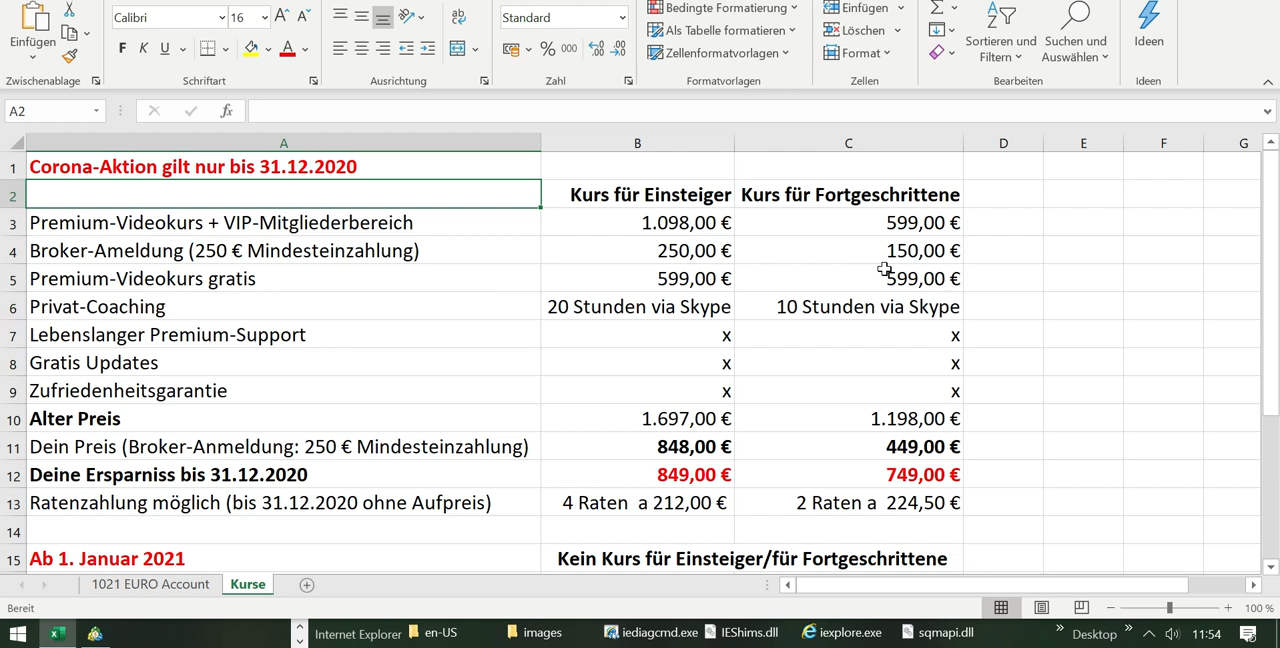 Calibri 16 Standard Bedingte Formatierung Einfügen
Einfügen F K U A % 000 Als Tabelle formatieren Löschen Sortieren und Suchen und Ideen
Zellenformatvorlagen Format Filtern Auswählen
Zwischenablage Schriftart Ausrichtung Zahl Formatvorlagen Zellen Bearbeiten Ideen
A2 fx
A B C D E F G
1 Corona-Aktion gilt nur bis 31.12.2020
2 Kurs für Einsteiger Kurs für Fortgeschrittene
3 Premium-Videokurs + VIP-Mitgliederbereich 1.098,00 € 599,00 €
4 Broker-Ameldung (250 € Mindesteinzahlung) 250,00 € 150,00 €
5 Premium-Videokurs gratis 599,00 € 599,00 €
6 Privat-Coaching 20 Stunden via Skype 10 Stunden via Skype
7 Lebenslanger Premium-Support x x
8 Gratis Updates x x
9 Zufriedenheitsgarantie x x
10 Alter Preis 1.697,00 € 1.198,00 €
11 Dein Preis (Broker-Anmeldung: 250 € Mindesteinzahlung) 848,00 € 449,00 €
12 Deine Ersparniss bis 31.12.2020 849,00 € 749,00 €
13 Ratenzahlung möglich (bis 31.12.2020 ohne Aufpreis) 4 Raten a 212,00 € 2 Raten a 224,50 €
14
15 Ab 1. Januar 2021 Kein Kurs für Einsteiger/für Fortgeschrittene
1021 EURO Account Kurse
Bereit 100 %
Internet Explorer en-US images iediagcmd.exe IEShims.dll iexplore.exe sqmapi.dll Desktop 11:54